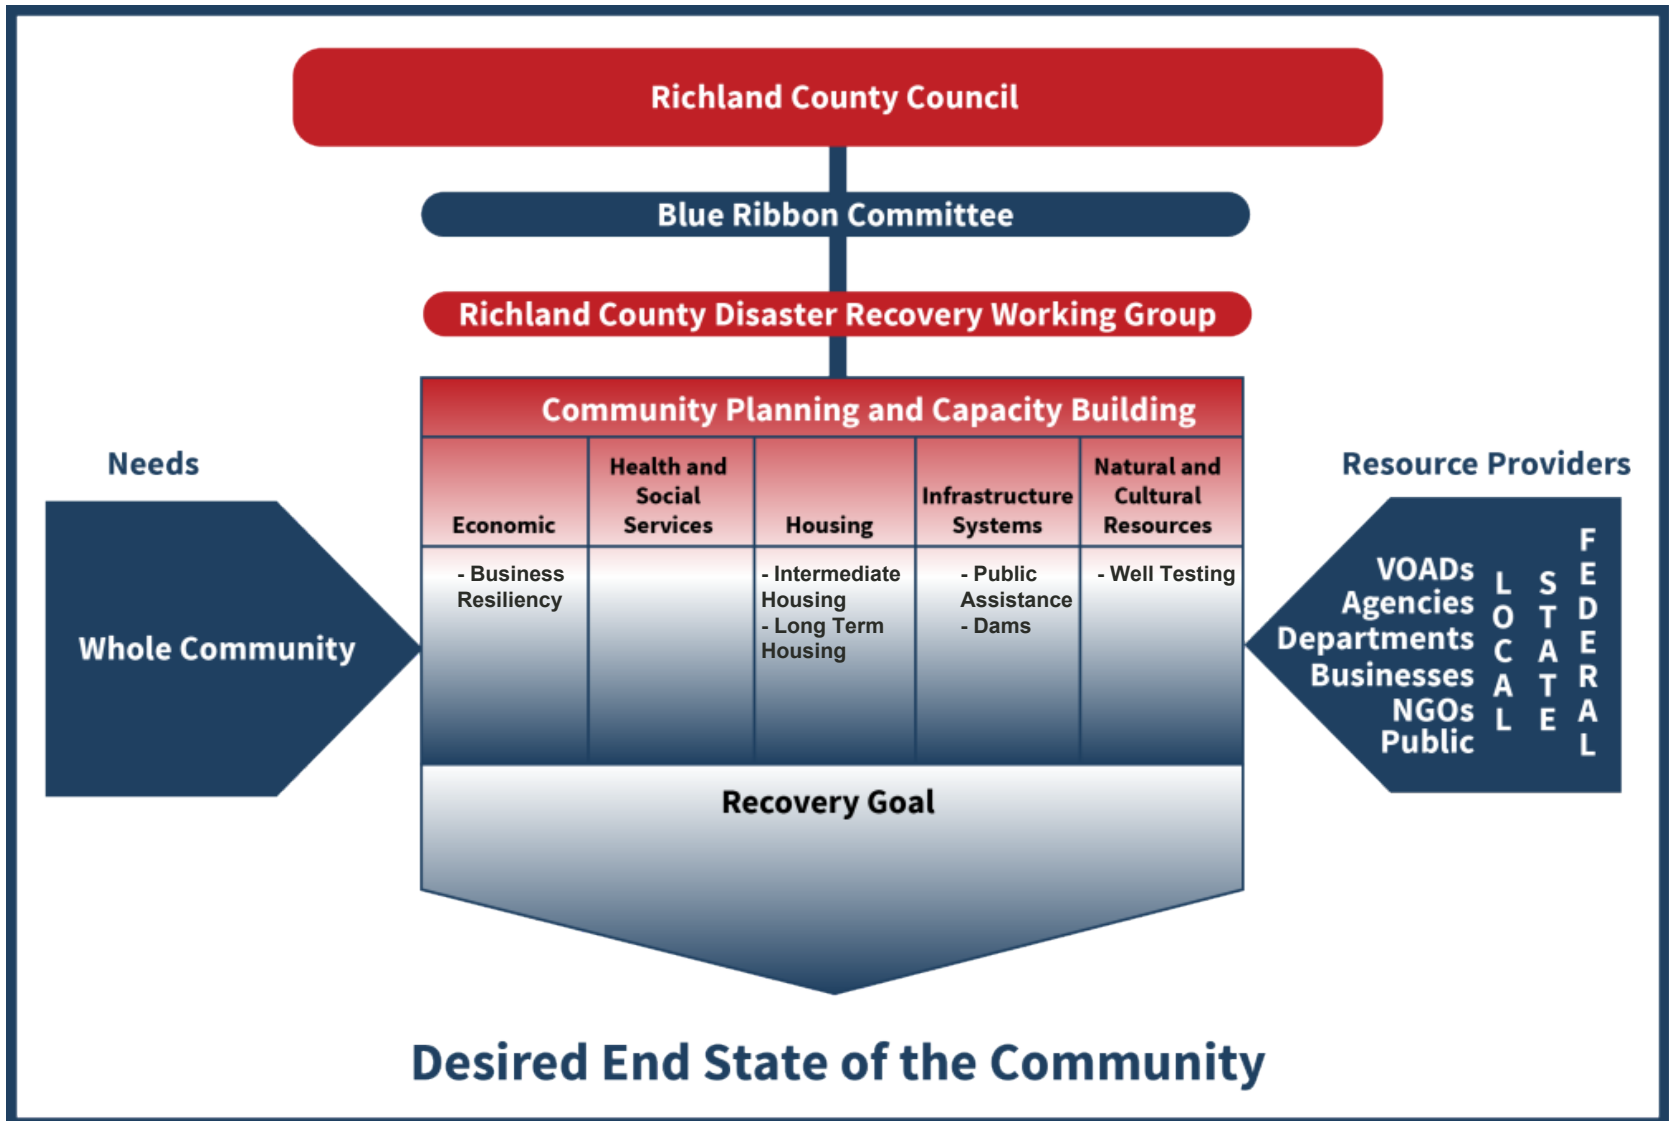 Richland County Council
Blue Ribbon Committee
Richland County Disaster Recovery Working Group
Community Planning and Capacity Building
Needs
Whole Community
Economic
Health and
Social
Services
Housing
Infrastructure
Systems
Natural and
Cultural
Resources
- Business
Resiliency
- Intermediate
Housing
- Long Term
Housing
- Public
Assistance
- Dams
- Well Testing
Resource Providers
VOADs
Agencies
Departments
Businesses
NGOs
Public
LOCAL
STATE
FEDERAL
Recovery Goal
Desired End State of the Community